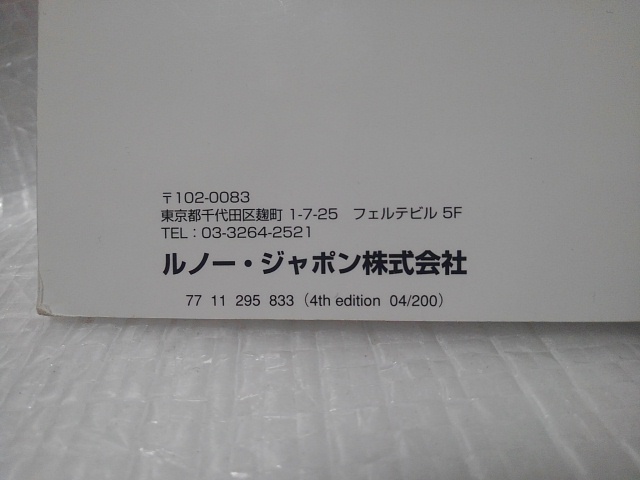 〒102-0083
東京都千代田区麹町 1-7-25　フェルテビル 5F
TEL : 03-3264-2521
ルノー・ジャポン株式会社
77 11 295 833（4th edition 04/200）